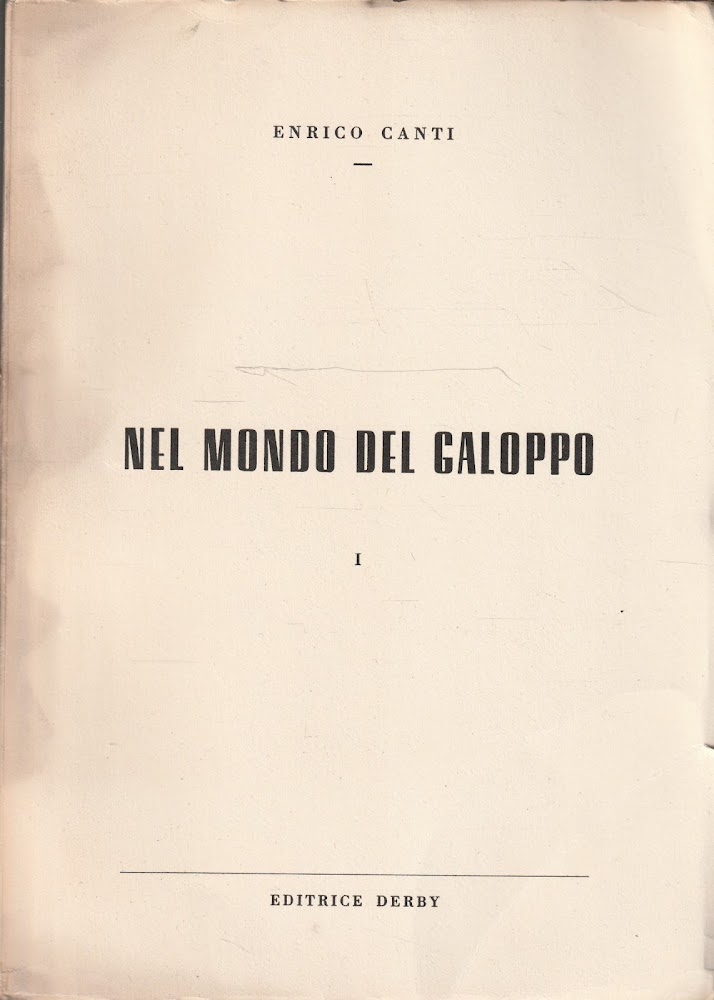 ENRICO CANTI
NEL MONDO DEL GALOPPO
I
EDITRICE DERBY